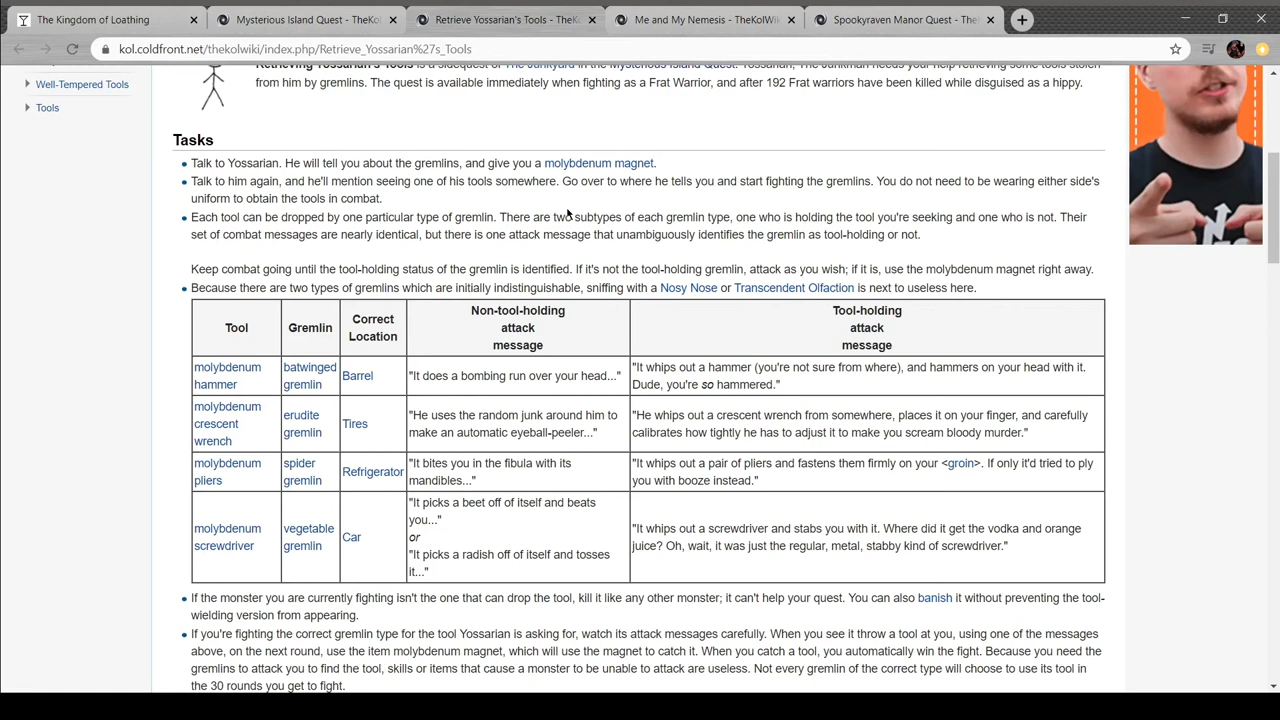 The Kingdom of Loathing
Mysterious Island Quest - TheKol
Retrieve Yossarian's Tools - TheKo
Me and My Nemesis - TheKolWiki
Spookyraven Manor Quest - The
kol.coldfront.net/thekolwiki/index.php/Retrieve_Yossarian%27s_Tools
Well-Tempered Tools
Tools
Retrieving Yossarian's Tools is a sidequest of The Junkyard in the Mysterious Island Quest. Yossarian, The Junkman needs your help retrieving some tools stolen
from him by gremlins. The quest is available immediately when fighting as a Frat Warrior, and after 192 Frat warriors have been killed while disguised as a hippy.
Tasks
Talk to Yossarian. He will tell you about the gremlins, and give you a molybdenum magnet.
Talk to him again, and he'll mention seeing one of his tools somewhere. Go over to where he tells you and start fighting the gremlins. You do not need to be wearing either side's
uniform to obtain the tools in combat.
Each tool can be dropped by one particular type of gremlin. There are two subtypes of each gremlin type, one who is holding the tool you're seeking and one who is not. Their
set of combat messages are nearly identical, but there is one attack message that unambiguously identifies the gremlin as tool-holding or not.
Keep combat going until the tool-holding status of the gremlin is identified. If it's not the tool-holding gremlin, attack as you wish; if it is, use the molybdenum magnet right away.
Because there are two types of gremlins which are initially indistinguishable, sniffing with a Nosy Nose or Transcendent Olfaction is next to useless here.
Tool
Gremlin
Correct
Location
Non-tool-holding
attack
message
Tool-holding
attack
message
molybdenum
hammer
batwinged
gremlin
Barrel
"It does a bombing run over your head..."
"It whips out a hammer (you're not sure from where), and hammers on your head with it.
Dude, you're so hammered."
molybdenum
crescent
wrench
erudite
gremlin
Tires
"He uses the random junk around him to
make an automatic eyeball-peeler..."
"He whips out a crescent wrench from somewhere, places it on your finger, and carefully
calibrates how tightly he has to adjust it to make you scream bloody murder."
molybdenum
pliers
spider
gremlin
Refrigerator
"It bites you in the fibula with its
mandibles..."
"It whips out a pair of pliers and fastens them firmly on your <groin>. If only it'd tried to ply
you with booze instead."
molybdenum
screwdriver
vegetable
gremlin
Car
"It picks a beet off of itself and beats
you..."
or
"It picks a radish off of itself and tosses
it..."
"It whips out a screwdriver and stabs you with it. Where did it get the vodka and orange
juice? Oh, wait, it was just the regular, metal, stabby kind of screwdriver."
If the monster you are currently fighting isn't the one that can drop the tool, kill it like any other monster; it can't help your quest. You can also banish it without preventing the tool-
wielding version from appearing.
If you're fighting the correct gremlin type for the tool Yossarian is asking for, watch its attack messages carefully. When you see it throw a tool at you, using one of the messages
above, on the next round, use the item molybdenum magnet, which will use the magnet to catch it. When you catch a tool, you automatically win the fight. Because you need the
gremlins to attack you to find the tool, skills or items that cause a monster to be unable to attack are useless. Not every gremlin of the correct type will choose to use its tool in
the 30 rounds you get to fight.